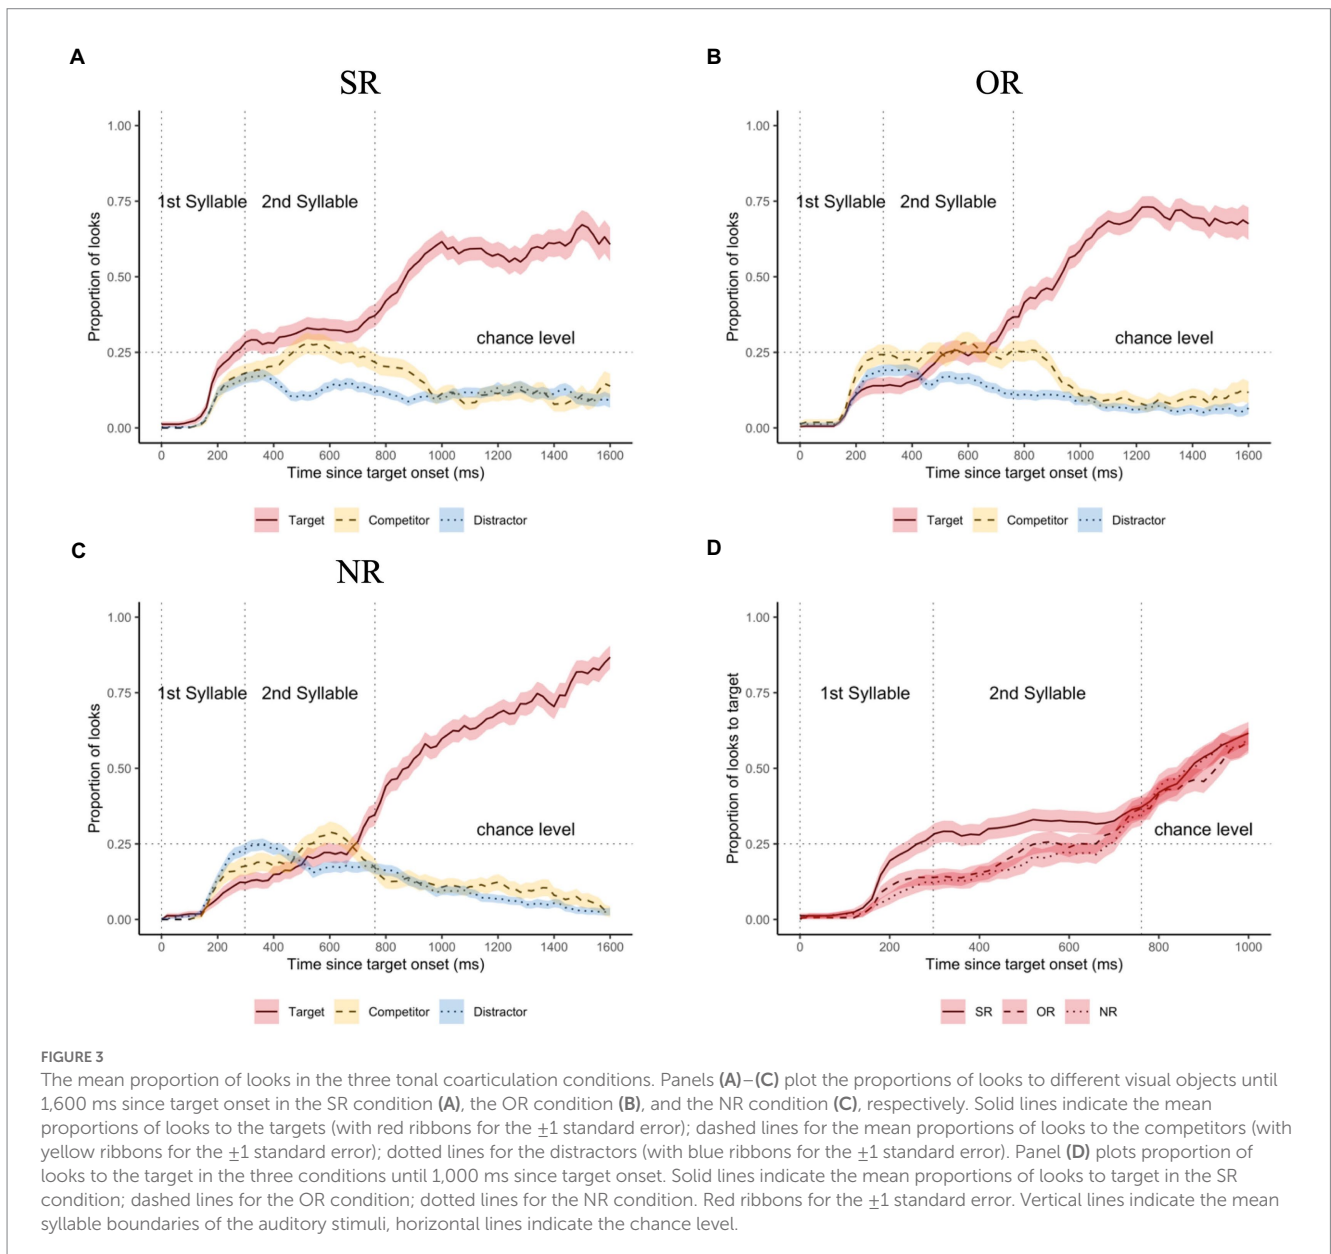 A
SR
1.00
0.75
0.50
0.25
0.00
Proportion of looks
1st Syllable
2nd Syllable
chance level
0 200 400 600 800 1000 1200 1400 1600
Time since target onset (ms)
Target Competitor Distractor
B
OR
1.00
0.75
0.50
0.25
0.00
Proportion of looks
1st Syllable
2nd Syllable
chance level
0 200 400 600 800 1000 1200 1400 1600
Time since target onset (ms)
Target Competitor Distractor
C
NR
1.00
0.75
0.50
0.25
0.00
Proportion of looks
1st Syllable
2nd Syllable
chance level
0 200 400 600 800 1000 1200 1400 1600
Time since target onset (ms)
Target Competitor Distractor
D
1.00
0.75
0.50
0.25
0.00
Proportion of looks to target
1st Syllable
2nd Syllable
chance level
0 200 400 600 800 1000
Time since target onset (ms)
SR OR NR
FIGURE 3
The mean proportion of looks in the three tonal coarticulation conditions. Panels (A)–(C) plot the proportions of looks to different visual objects until
1,600 ms since target onset in the SR condition (A), the OR condition (B), and the NR condition (C), respectively. Solid lines indicate the mean
proportions of looks to the targets (with red ribbons for the ±1 standard error); dashed lines for the mean proportions of looks to the competitors (with
yellow ribbons for the ±1 standard error); dotted lines for the distractors (with blue ribbons for the ±1 standard error). Panel (D) plots proportion of
looks to the target in the three conditions until 1,000 ms since target onset. Solid lines indicate the mean proportions of looks to target in the SR
condition; dashed lines for the OR condition; dotted lines for the NR condition. Red ribbons for the ±1 standard error. Vertical lines indicate the mean
syllable boundaries of the auditory stimuli, horizontal lines indicate the chance level.